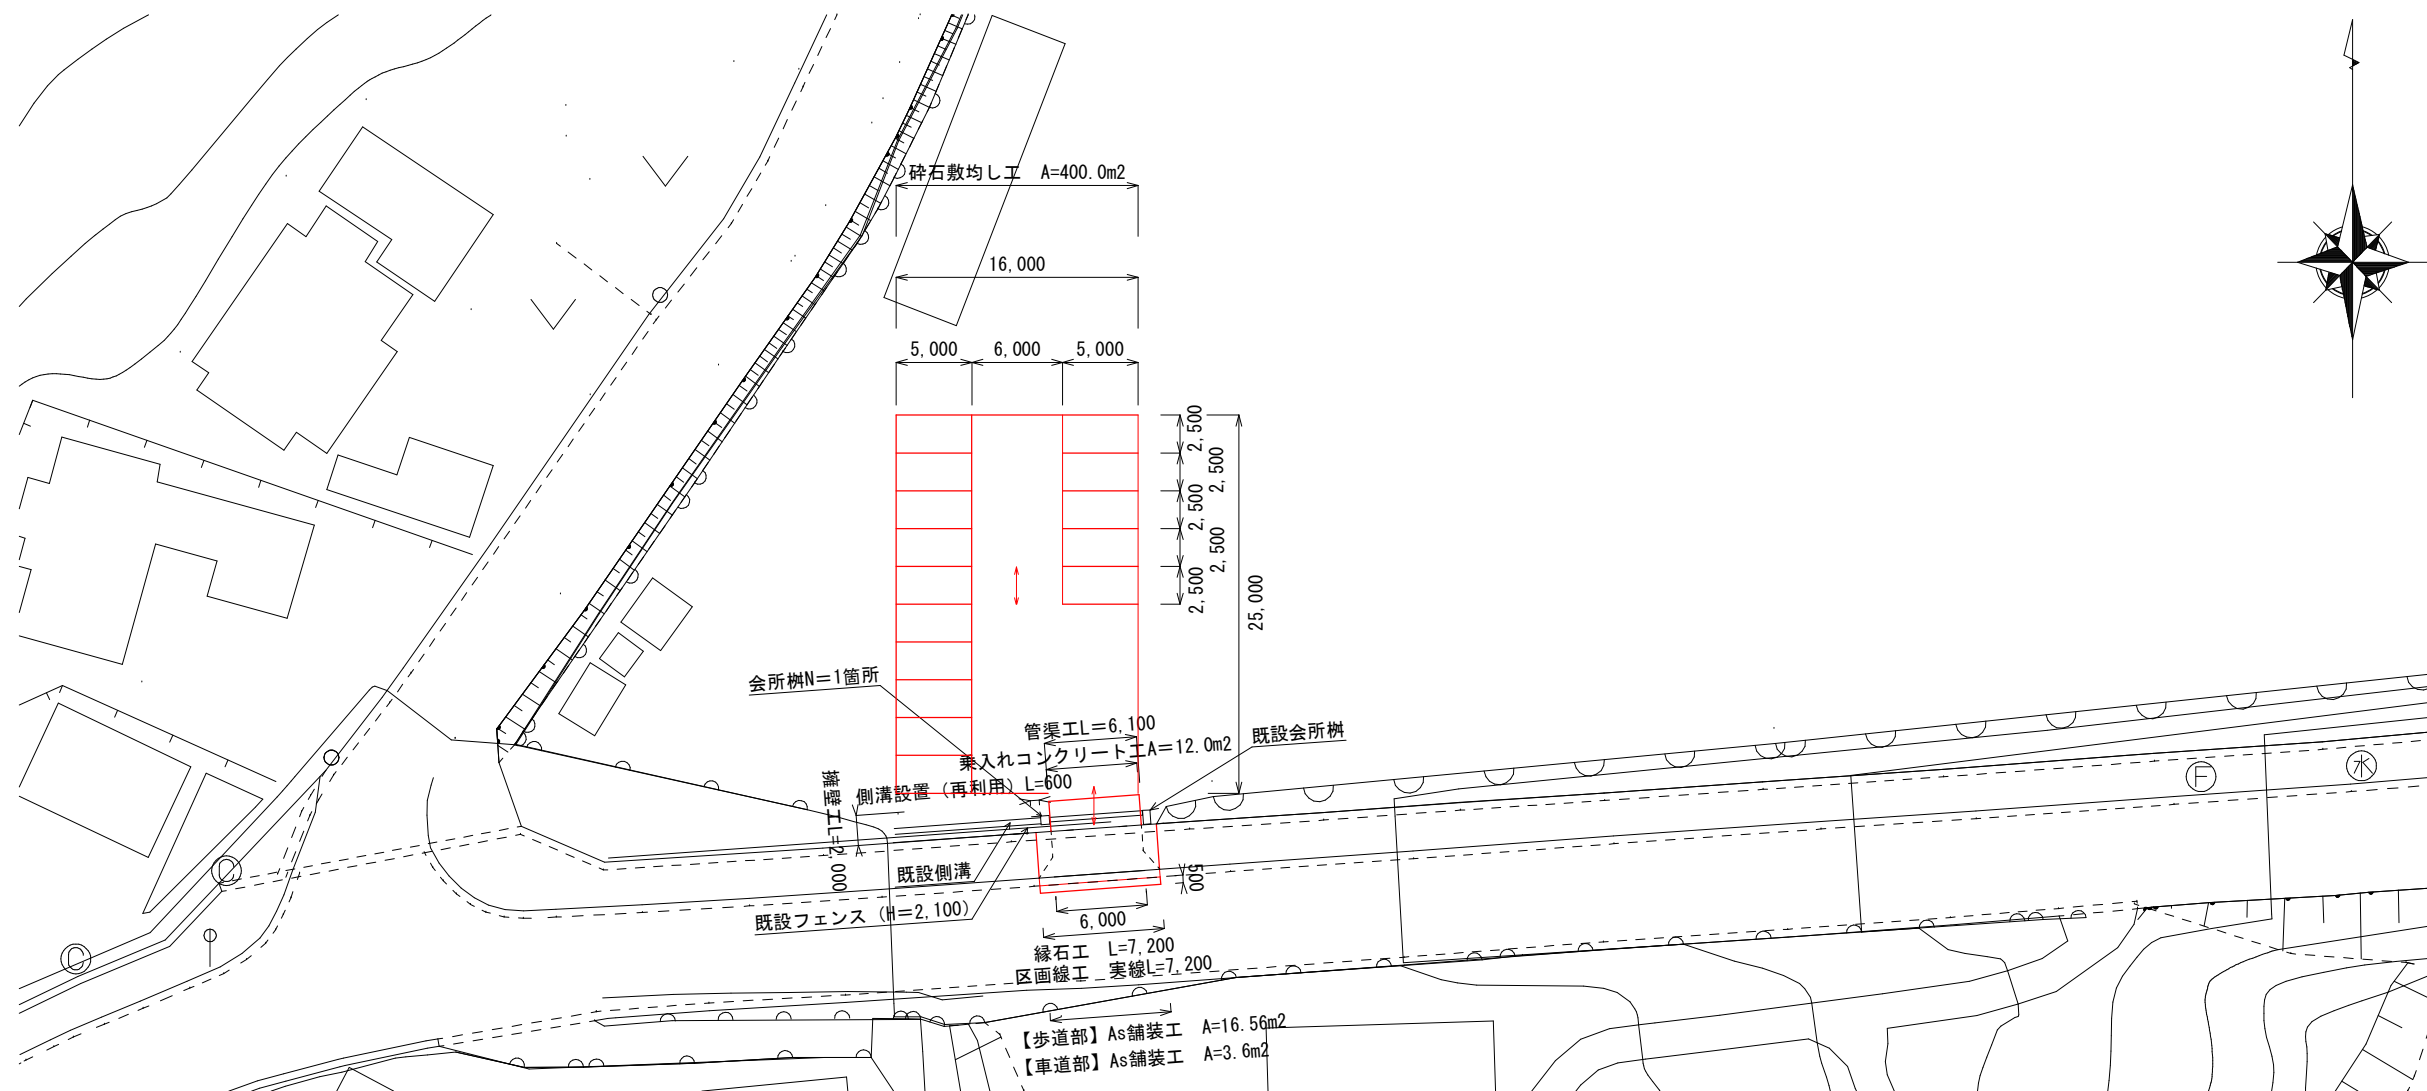 砕石敷均し工　A=400.0m2
16,000
5,000
6,000
5,000
2,500
2,500
2,500
2,500
2,500
25,000
会所桝N＝1箇所
管渠工L＝6,100
既設会所桝
乗入れコンクリート工A＝12.0m2
側溝設置（再利用）L=600
擁壁工L=2,000
既設側溝
500
既設フェンス（H＝2,100）
6,000
縁石工　L=7,200
区画線工　実線L=7,200
【歩道部】As舗装工　A=16.56m2
【車道部】As舗装工　A=3.6m2
F
水